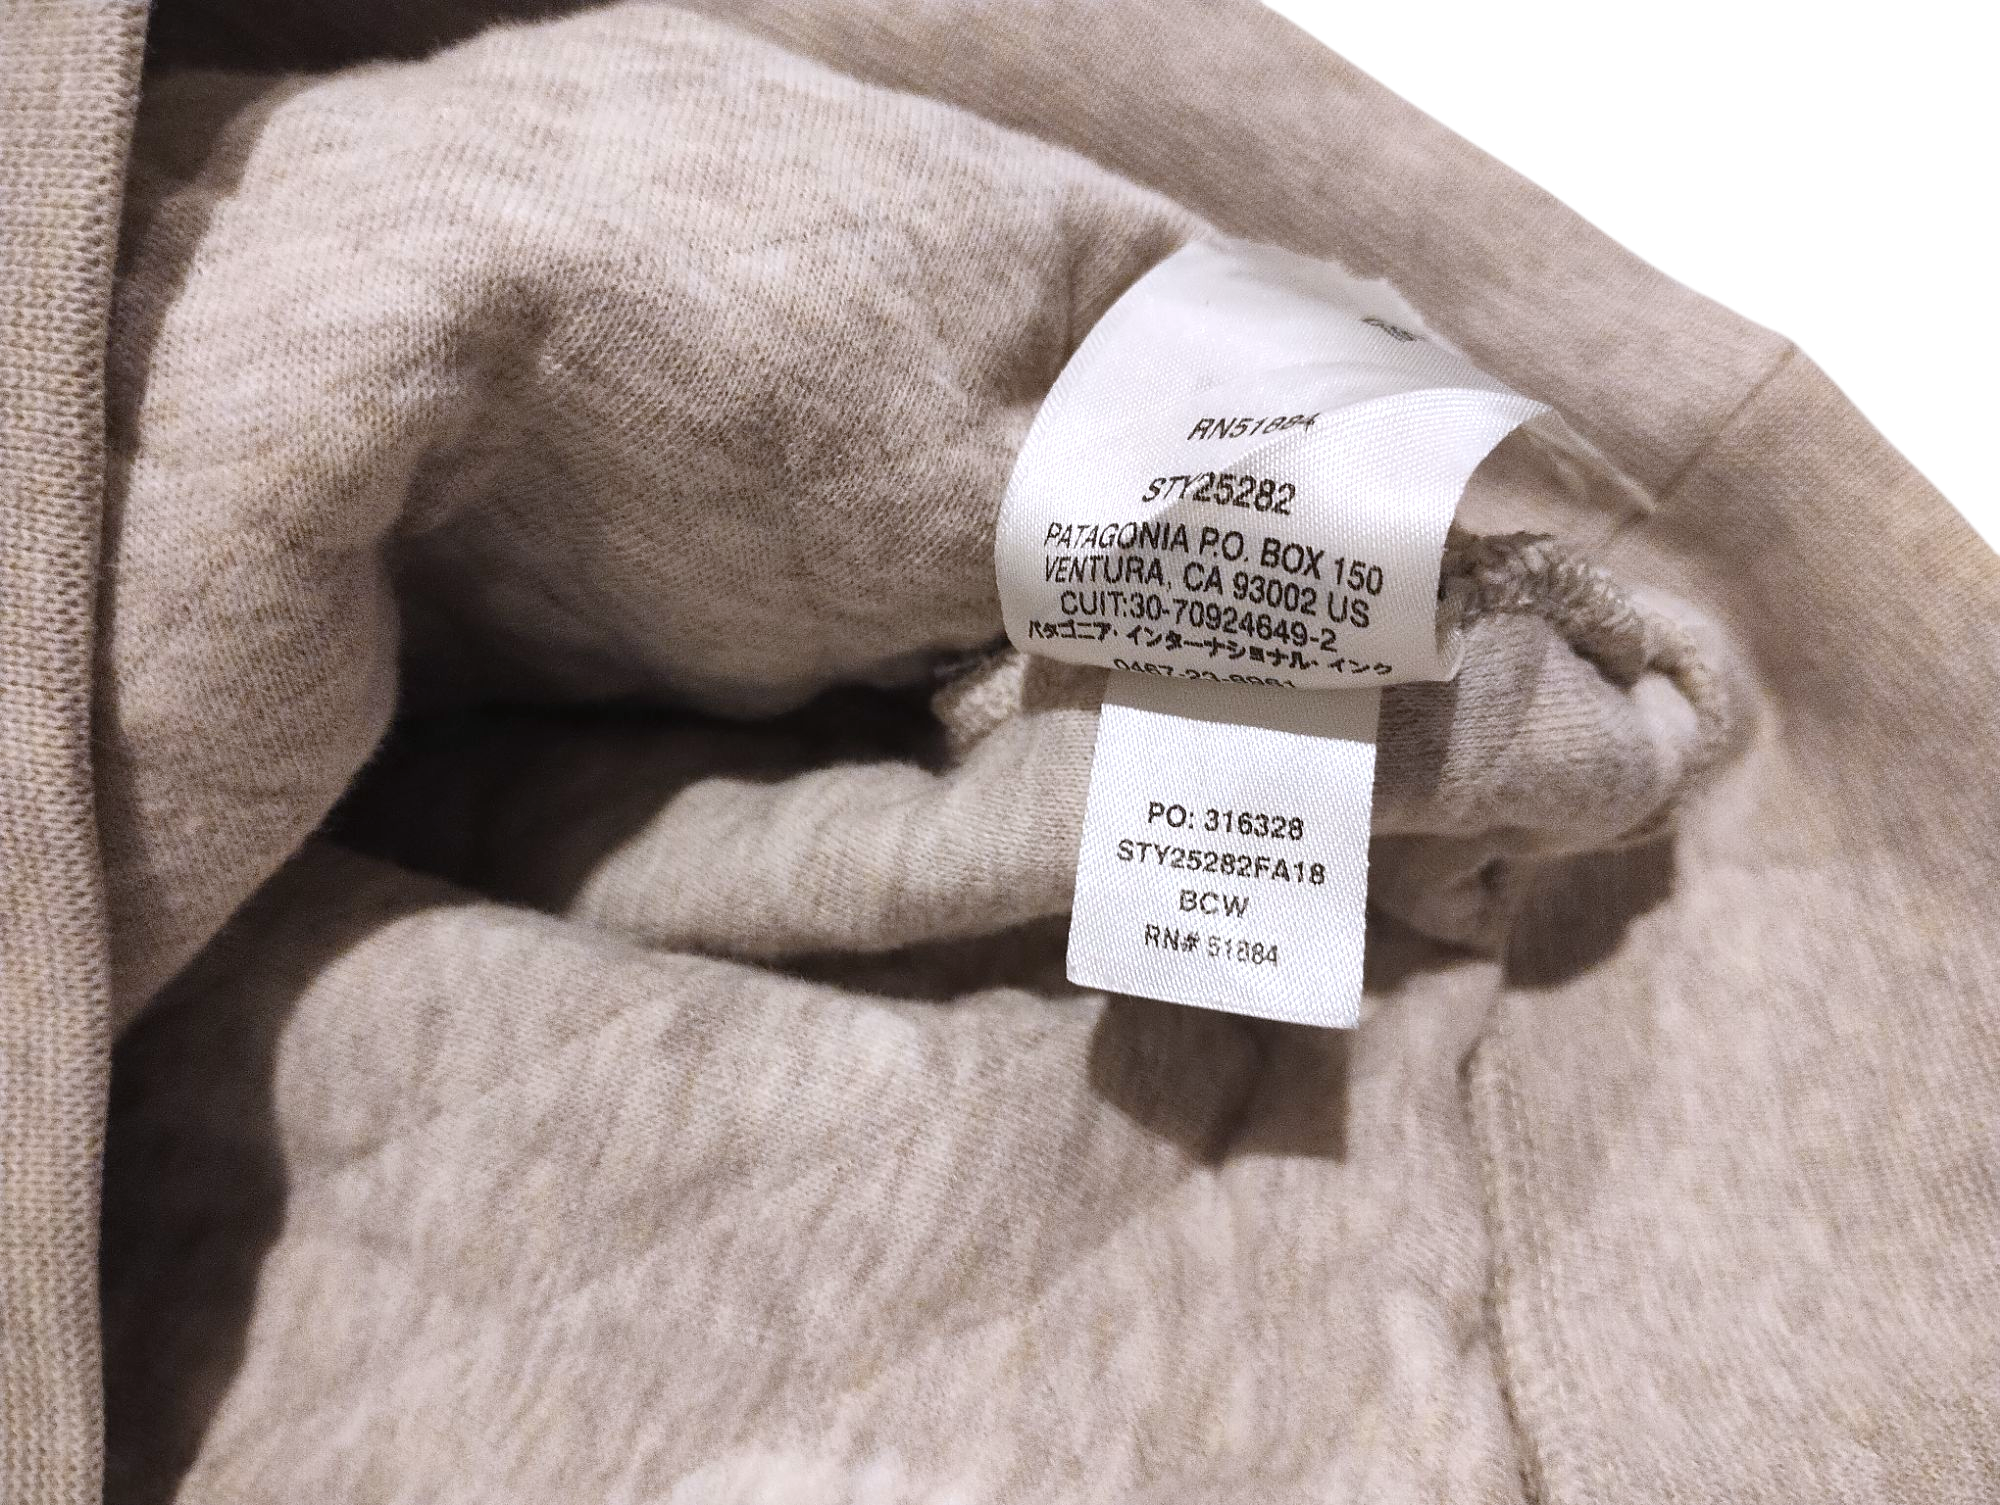 RN51884
STY25282
PATAGONIA P.O. BOX 150
VENTURA, CA 93002 US
CUIT:30-70924649-2
パタゴニア・インターナショナル・インク
PO: 316328
STY25282FA18
BCW
RN# 51884